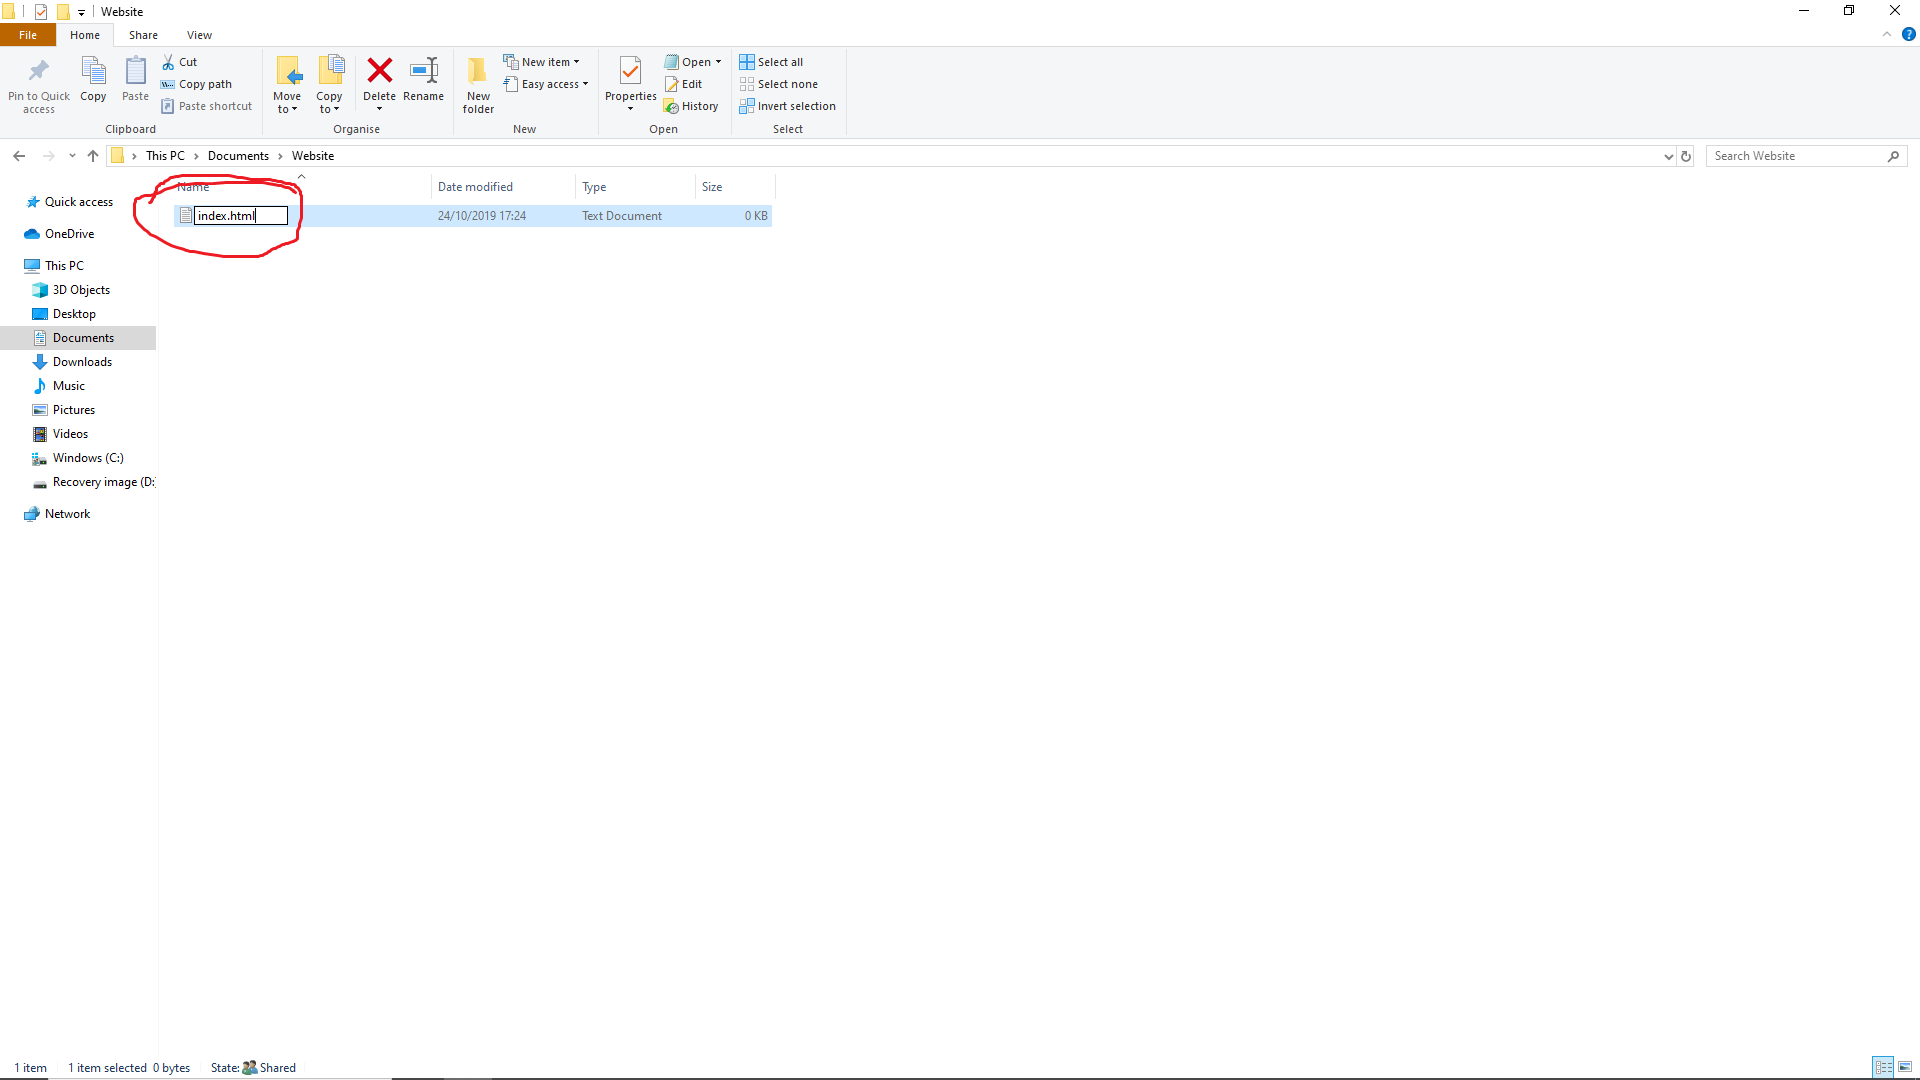 Website
File Home Share View
Pin to Quick access
Copy
Paste
Cut
Copy path
Paste shortcut
Clipboard
Move to
Copy to
Delete
Rename
Organise
New folder
New item
Easy access
New
Properties
Open
Edit
History
Open
Select all
Select none
Invert selection
Select
This PC > Documents > Website
Search Website
Name Date modified Type Size
index.html 24/10/2019 17:24 Text Document 0 KB
Quick access
OneDrive
This PC
3D Objects
Desktop
Documents
Downloads
Music
Pictures
Videos
Windows (C:)
Recovery image (D:
Network
1 item 1 item selected 0 bytes State: Shared